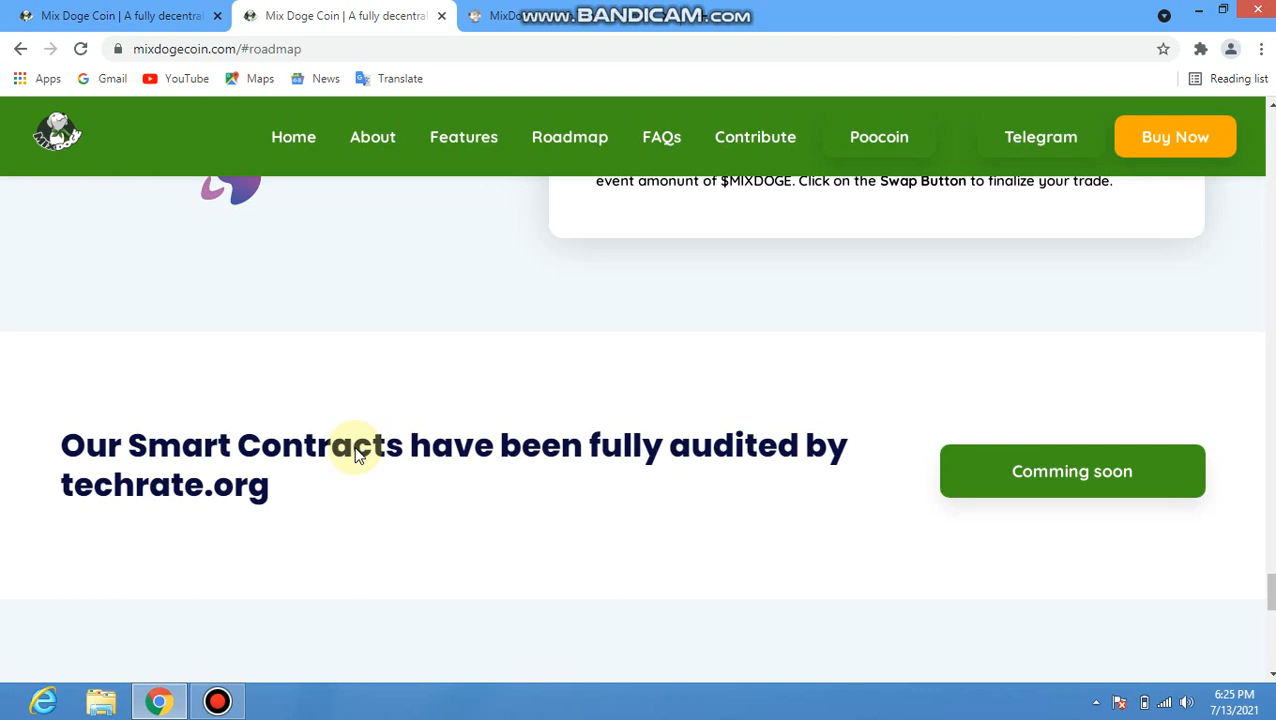 Mix Doge Coin | A fully decentral
Mix Doge Coin | A fully decentral
MixDo
www.BANDICAM.com
mixdogecoin.com/#roadmap
Apps
Gmail
YouTube
Maps
News
Translate
Reading list
Home
About
Features
Roadmap
FAQs
Contribute
Poocoin
Telegram
Buy Now
event amonunt of $MIXDOGE. Click on the Swap Button to finalize your trade.
Our Smart Contracts have been fully audited by
techrate.org
Comming soon
6:25 PM
7/13/2021